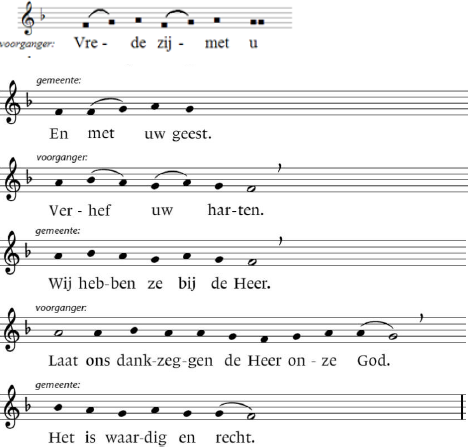 voorganger: Vre - de zij - met u
-
gemeente:
En met uw geest.
voorganger:
Ver - hef uw har-ten.
gemeente:
Wij heb-ben ze bij de Heer.
voorganger:
Laat ons dank-zeg-gen de Heer on - ze God.
gemeente:
Het is waar-dig en recht.